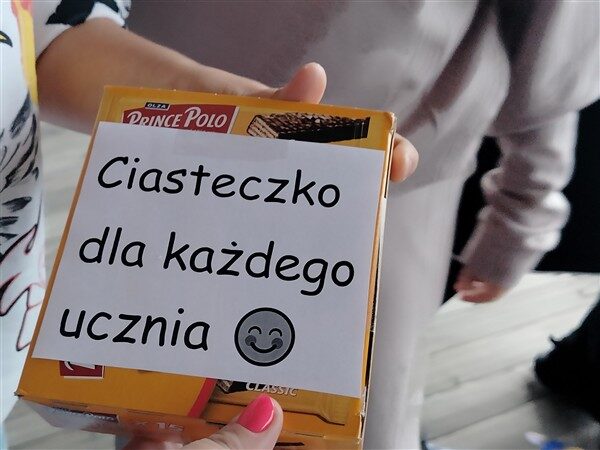 OLZA
PRINCE POLO
Ciasteczko
dla każdego
ucznia
CLASSIC